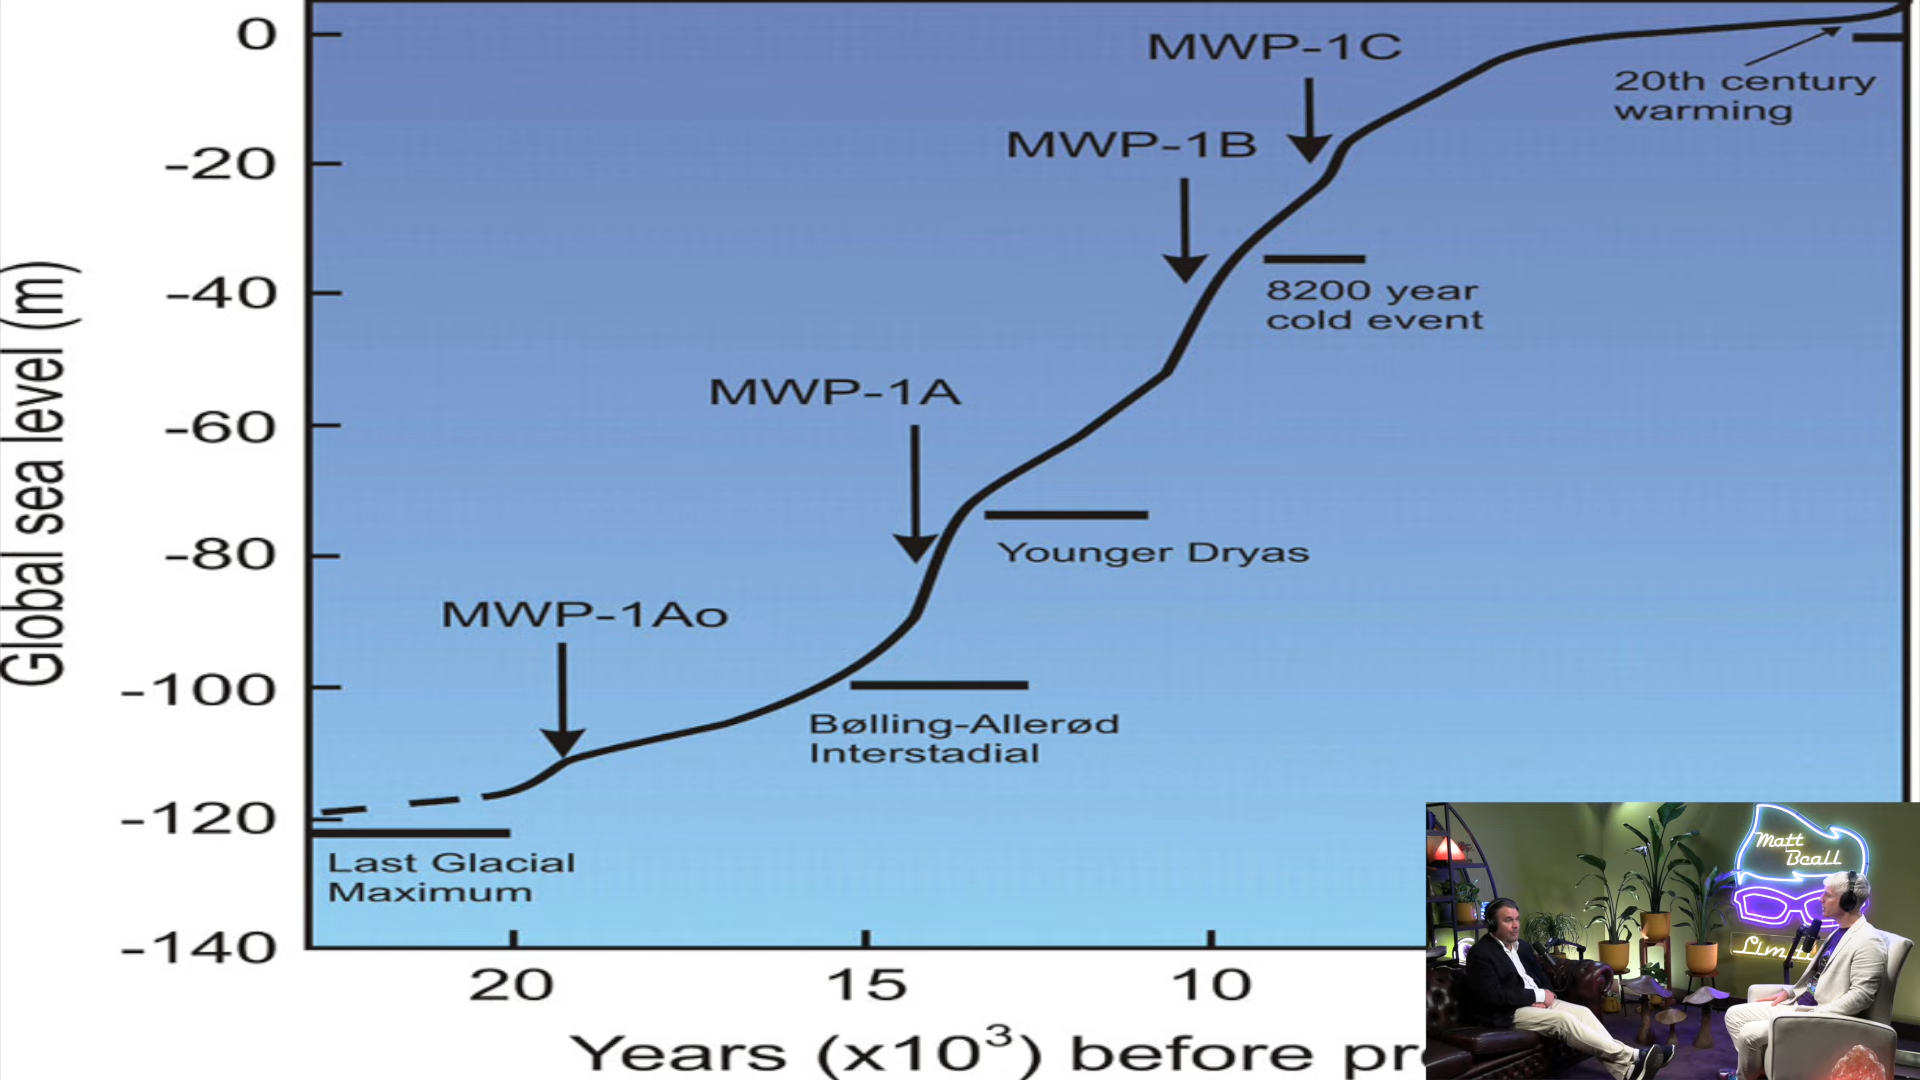 0
-20
-40
-60
-80
-100
-120
-140
Global sea level (m)
MWP-1C
MWP-1B
MWP-1A
MWP-1Ao
20th century
warming
8200 year
cold event
Younger Dryas
Bølling-Allerød
Interstadial
Last Glacial
Maximum
20
15
10
Years (x10³) before pr
Matt
Beall
Lim